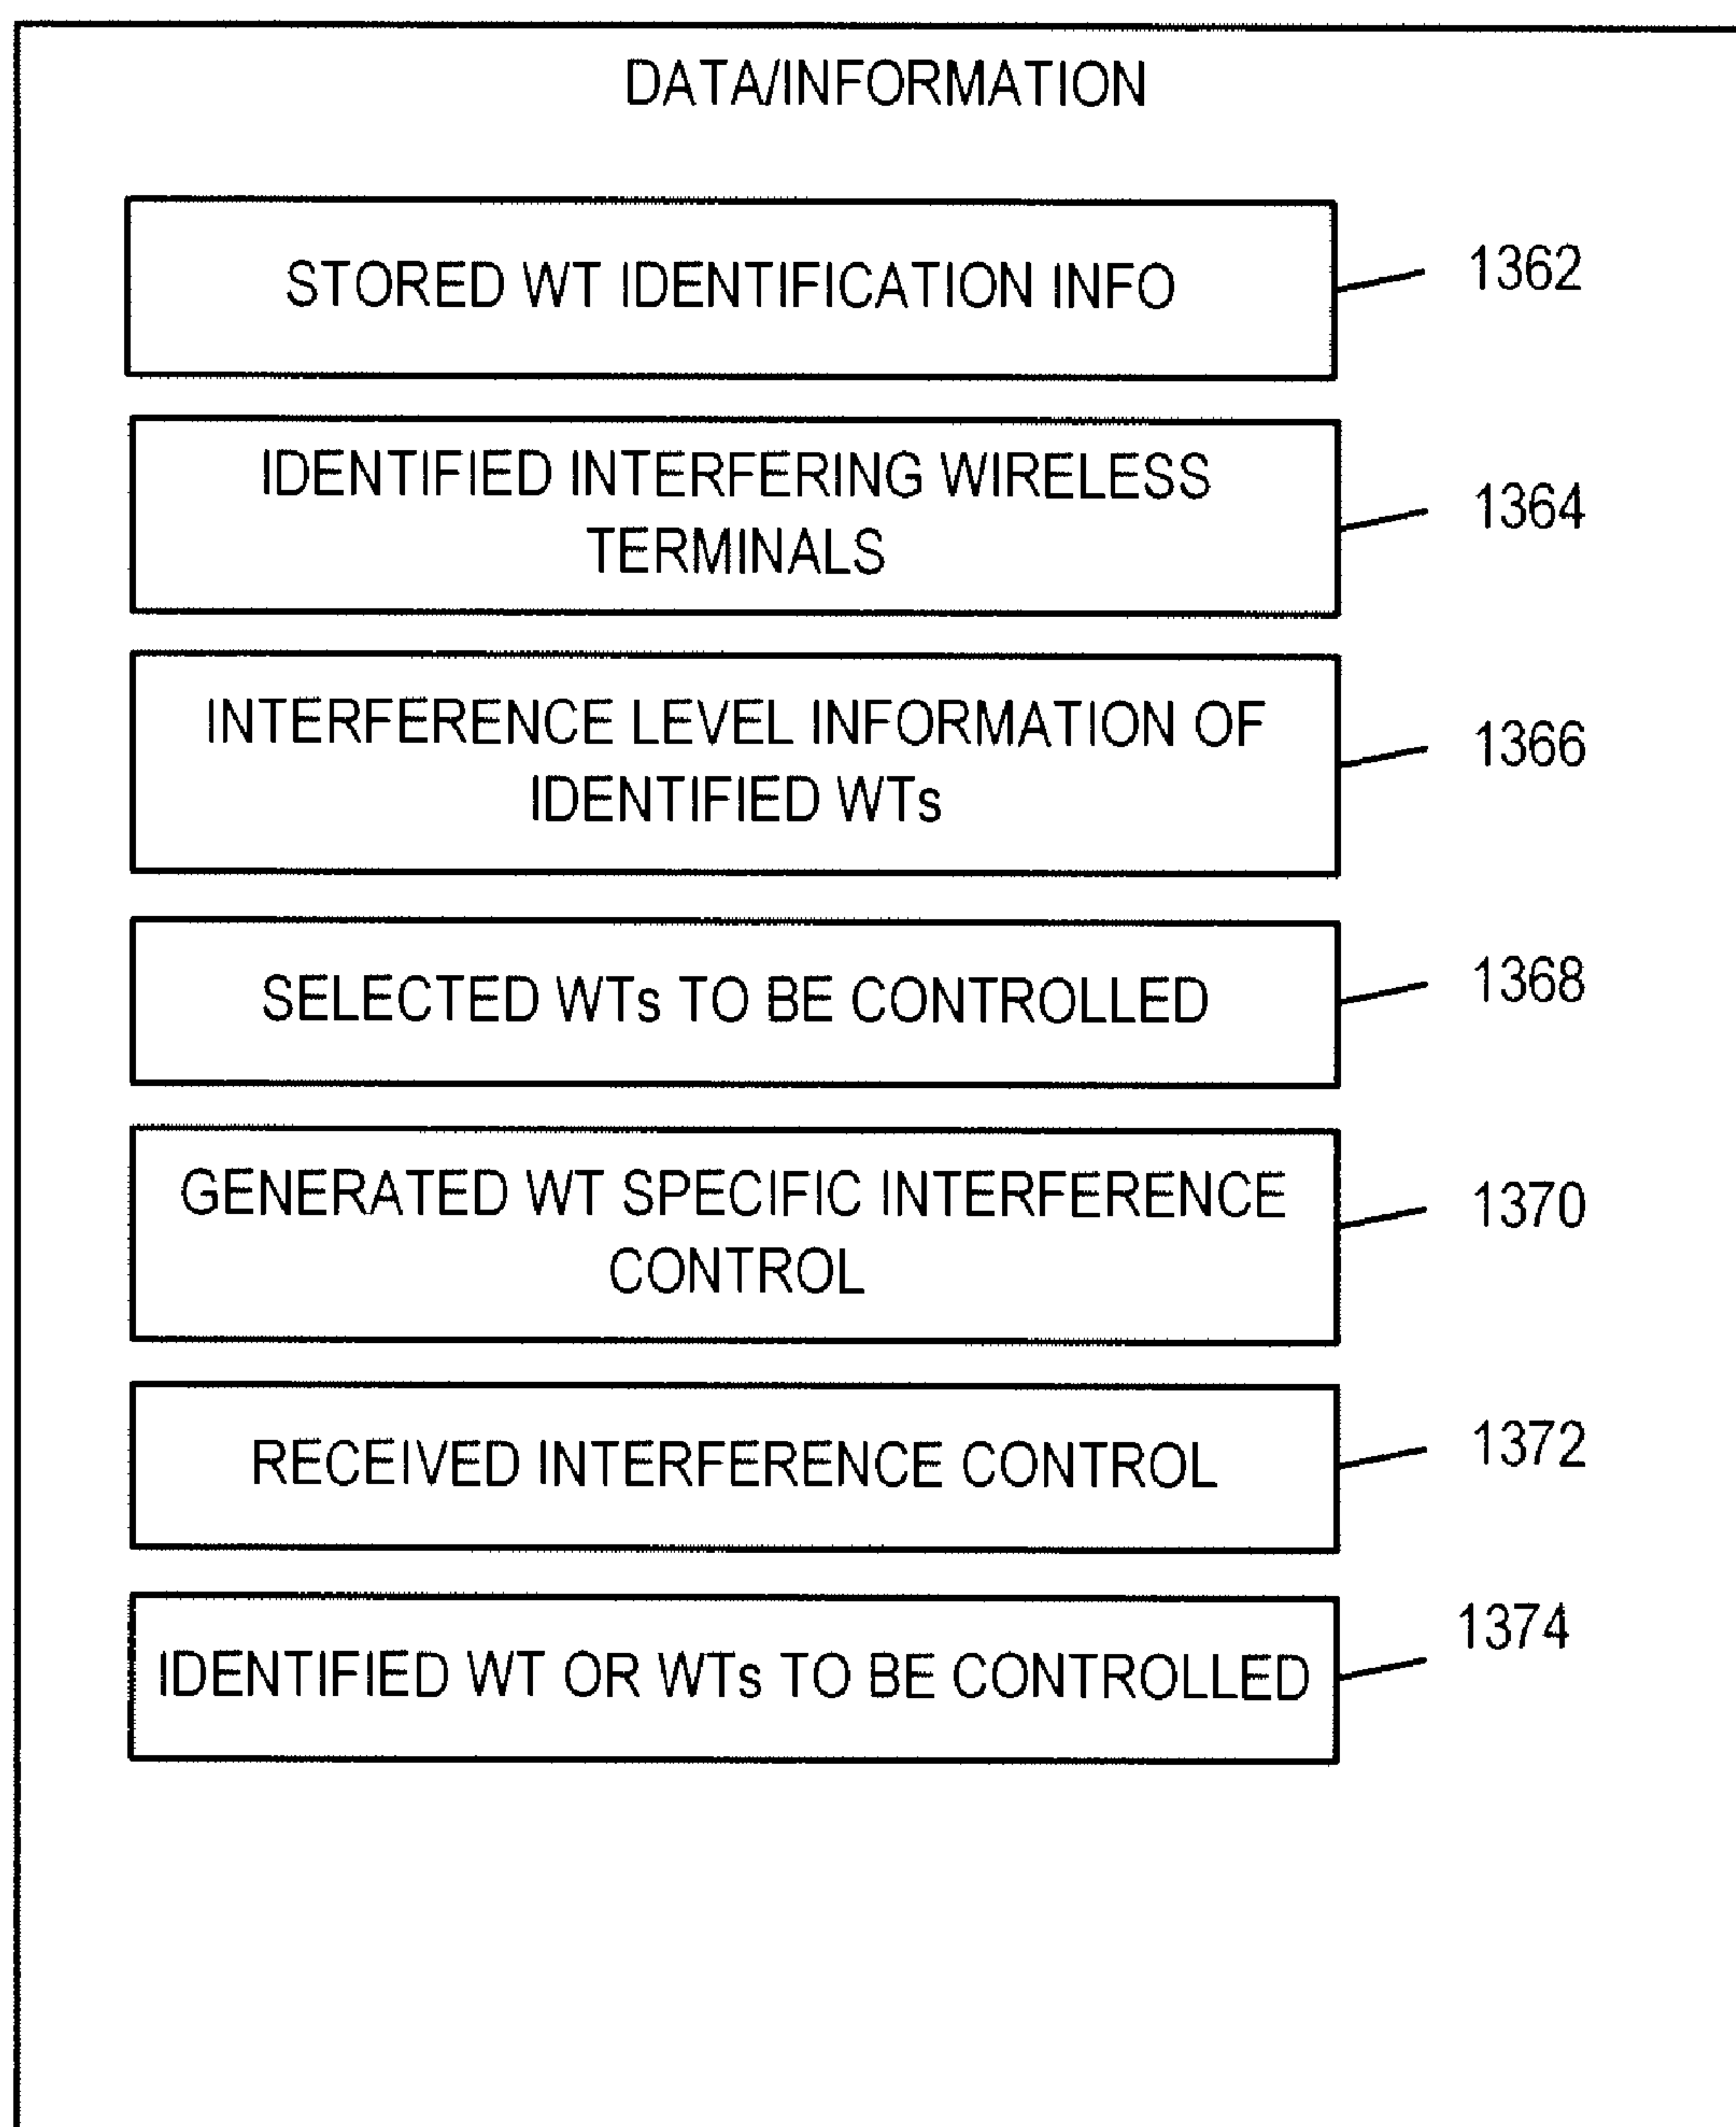 DATA/INFORMATION
STORED WT IDENTIFICATION INFO
1362
IDENTIFIED INTERFERING WIRELESS
TERMINALS
1364
INTERFERENCE LEVEL INFORMATION OF
IDENTIFIED WTs
1366
SELECTED WTs TO BE CONTROLLED
1368
GENERATED WT SPECIFIC INTERFERENCE
CONTROL
1370
RECEIVED INTERFERENCE CONTROL
1372
IDENTIFIED WT OR WTs TO BE CONTROLLED
1374